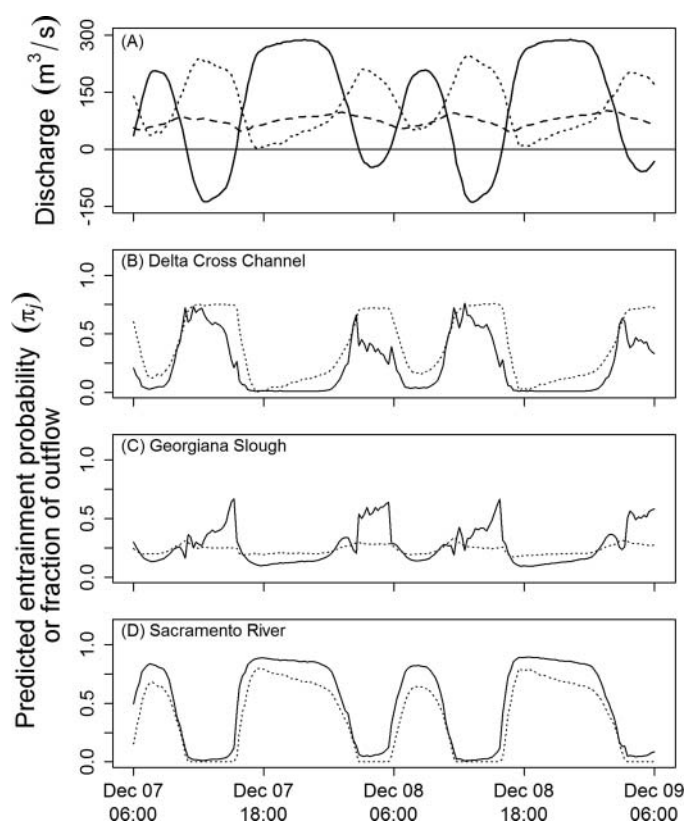 Discharge (m³/s)
300
150
0
-150
(A)
Predicted entrainment probability (πj)
or fraction of outflow
(B) Delta Cross Channel
1.0
0.5
0.0
(C) Georgiana Slough
1.0
0.5
0.0
(D) Sacramento River
1.0
0.5
0.0
Dec 07 Dec 07 Dec 08 Dec 08 Dec 09
06:00 18:00 06:00 18:00 06:00